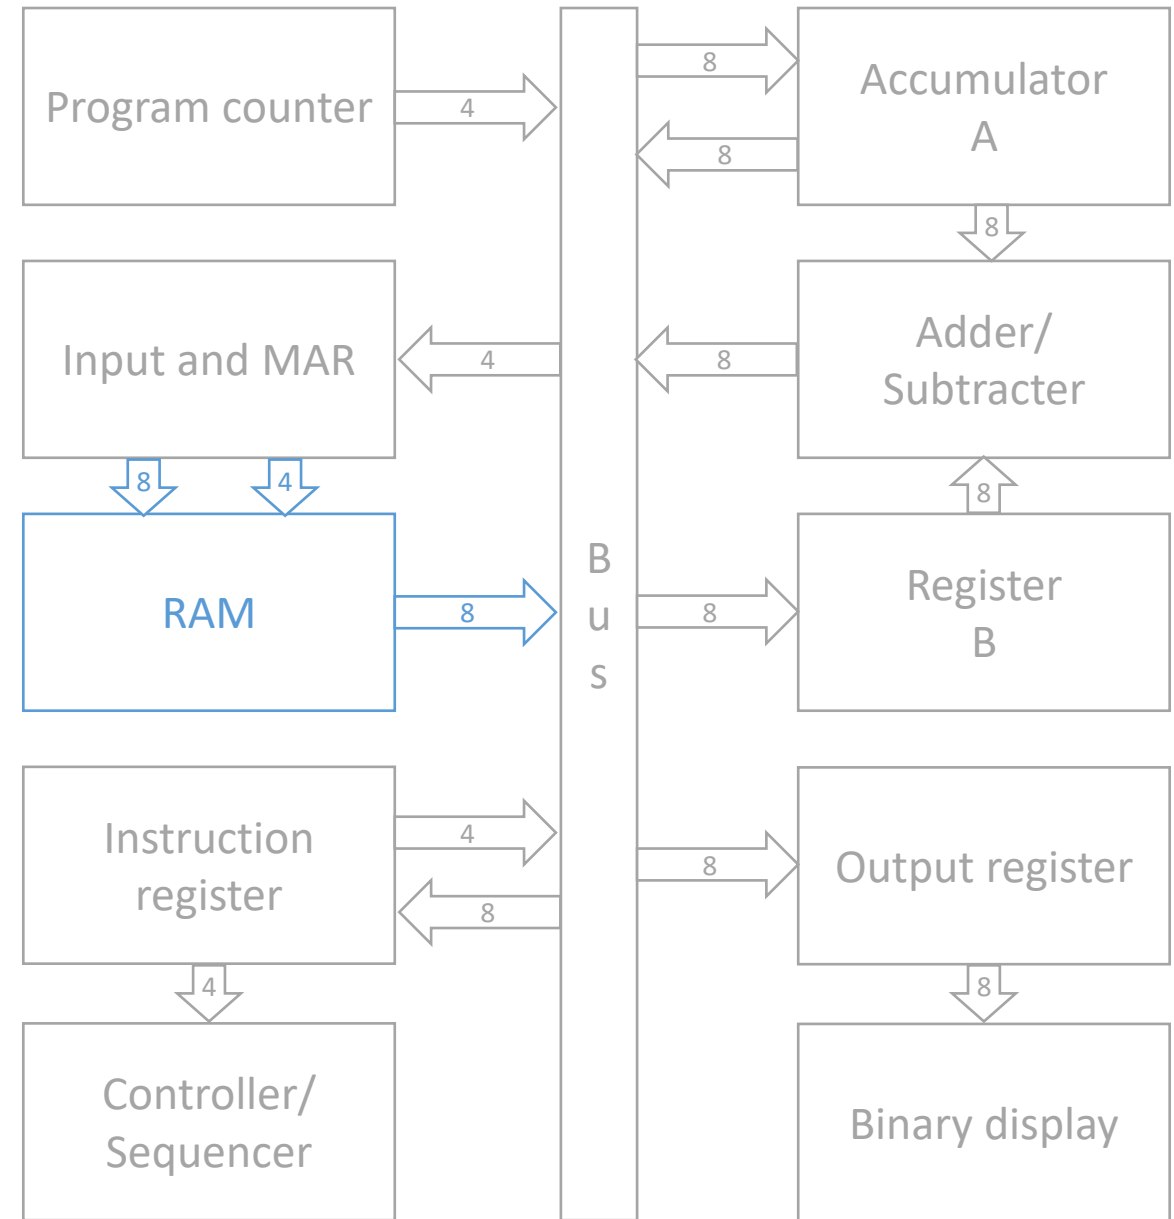 Program counter
4
8
Accumulator
A
8
8
Input and MAR
4
8
Adder/
Subtracter
8
4
8
RAM
8
B
u
s
8
Register
B
Instruction
register
4
8
8
Output register
4
8
Controller/
Sequencer
Binary display